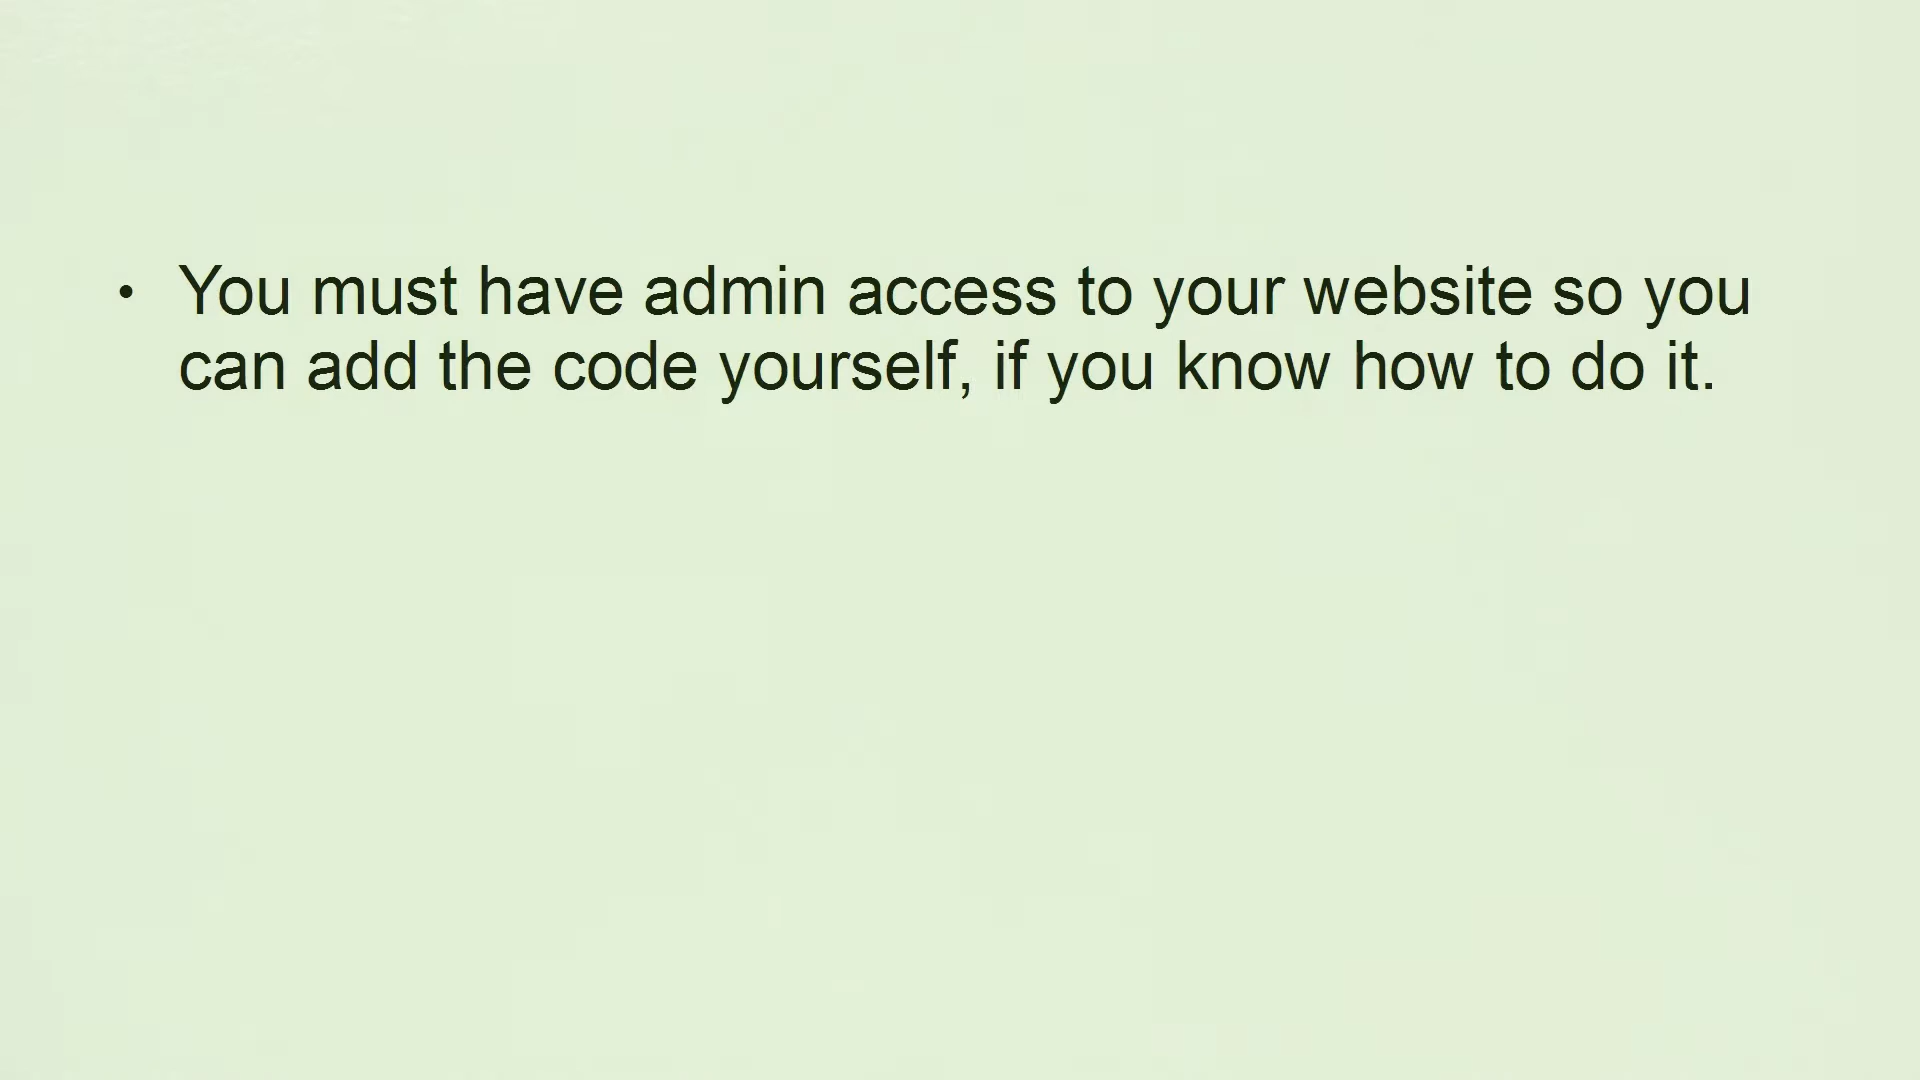 • You must have admin access to your website so you
can add the code yourself, if you know how to do it.